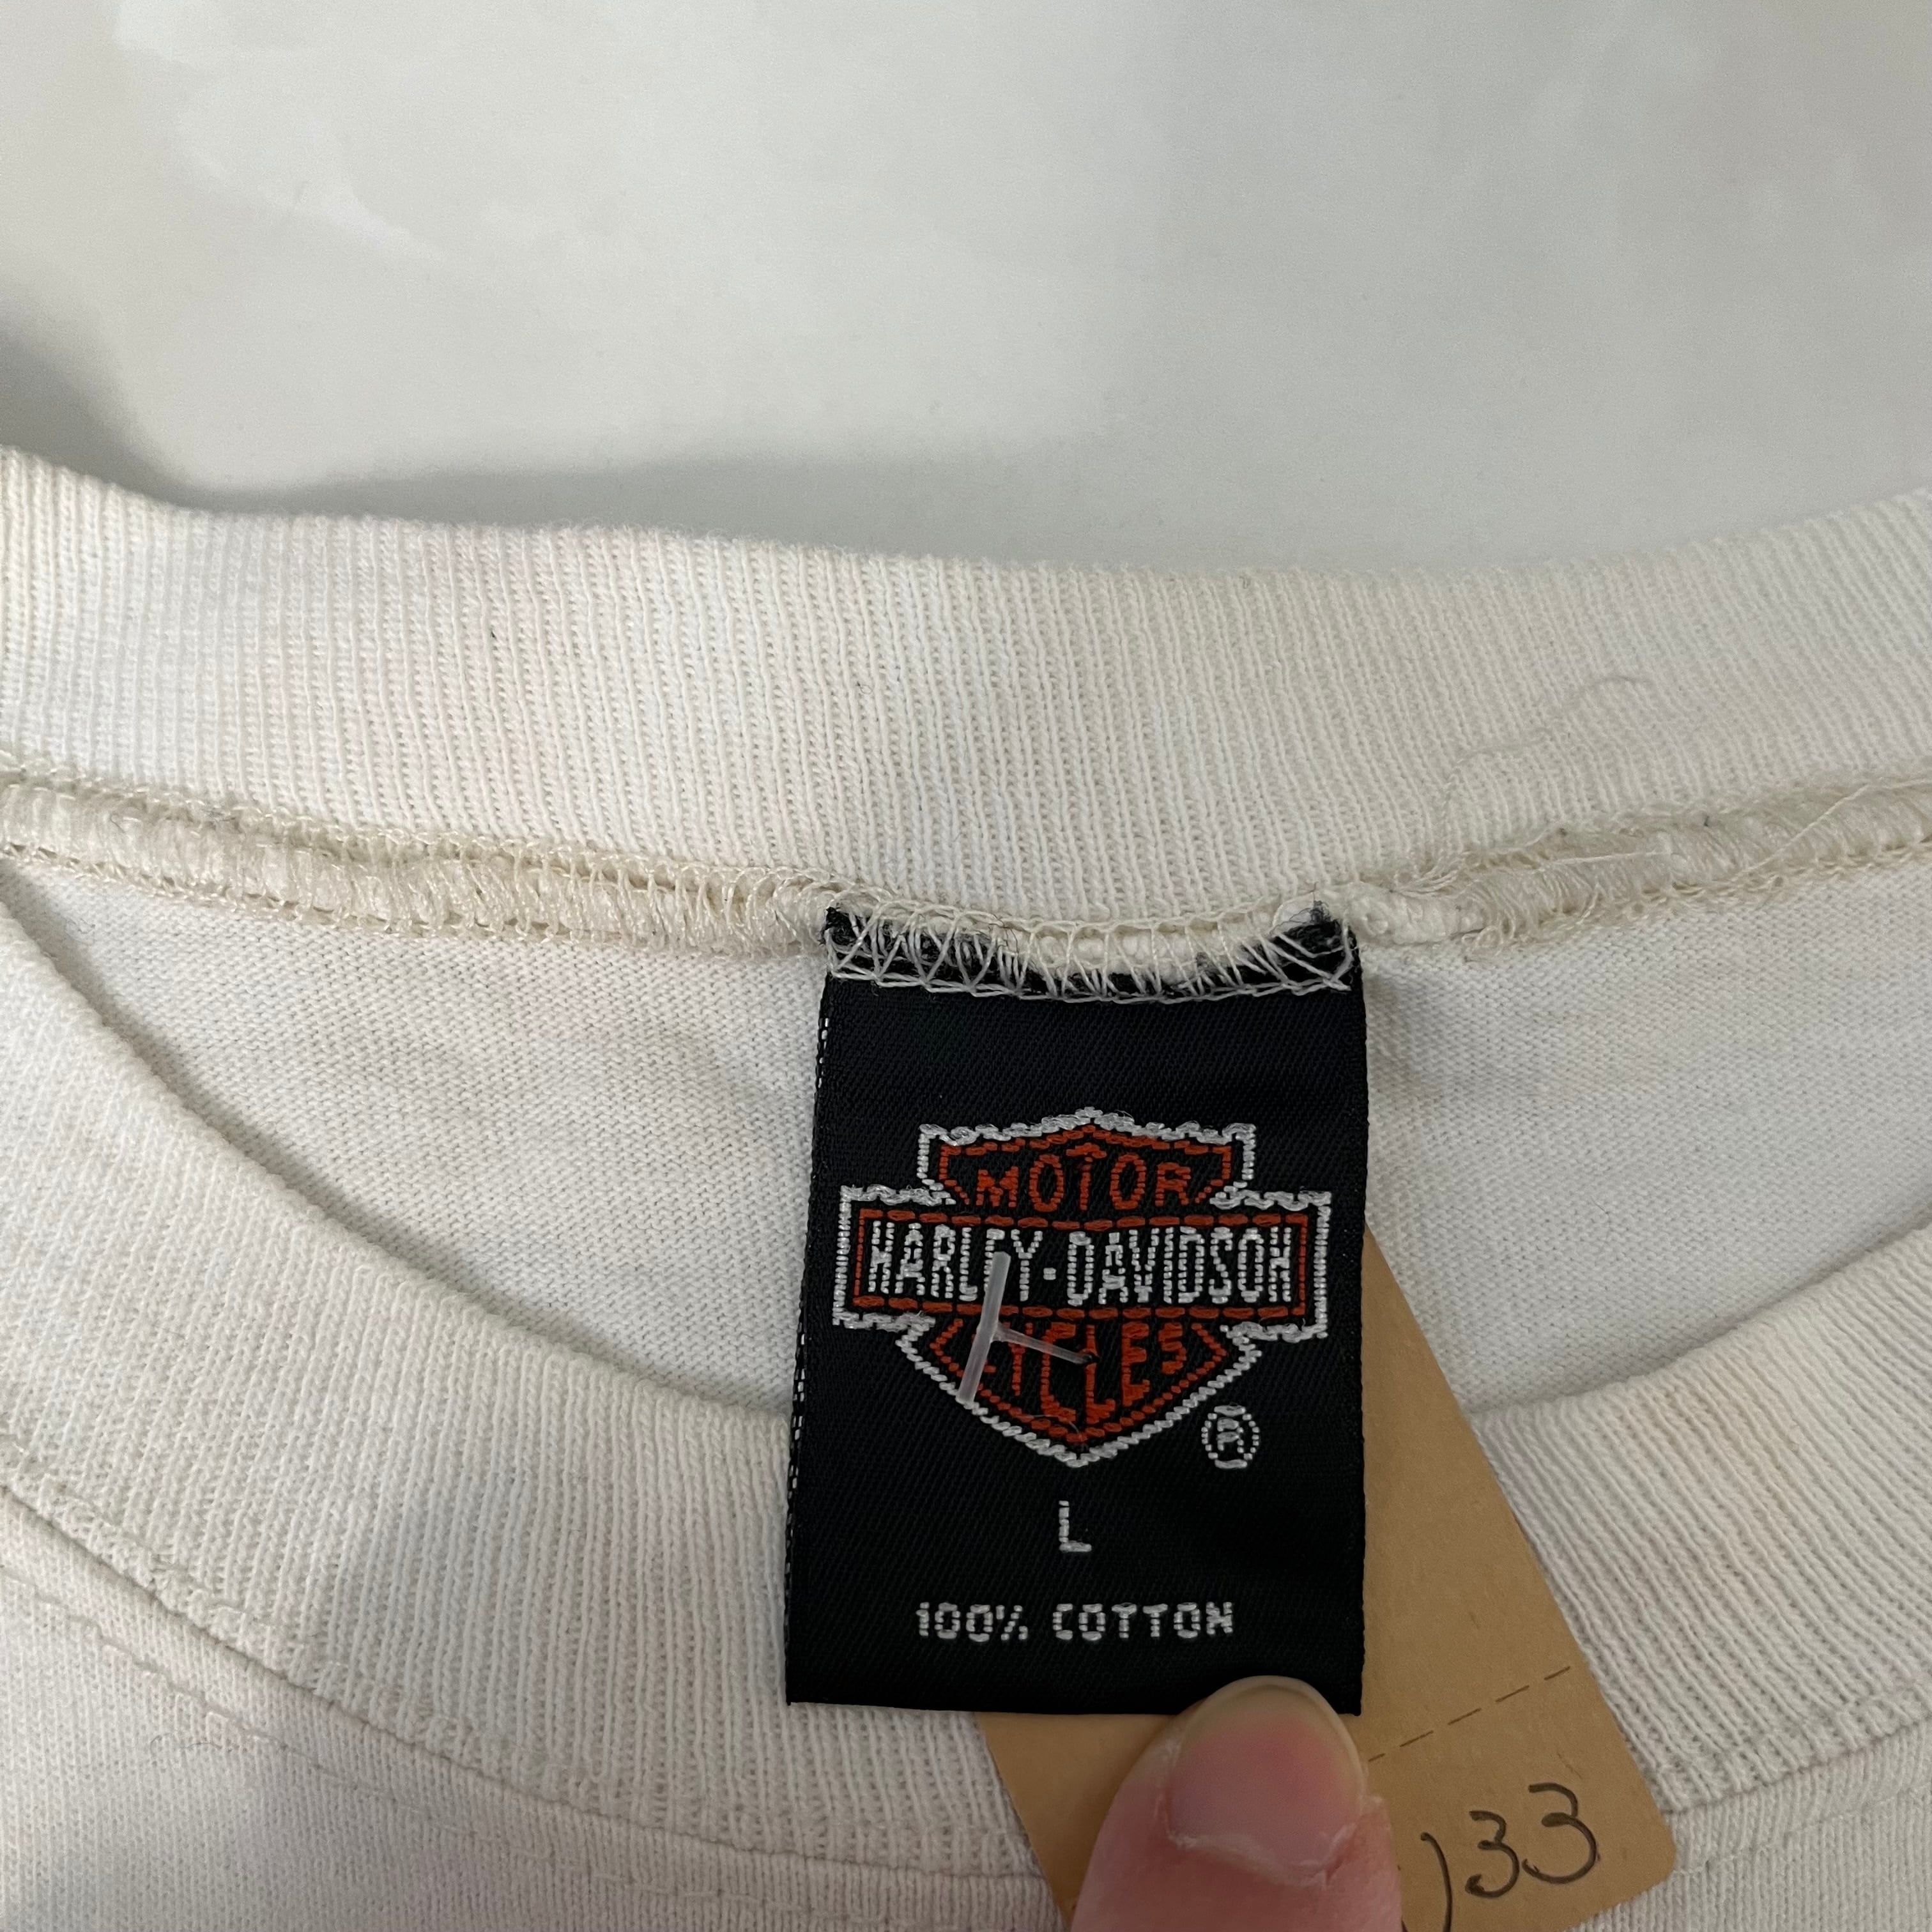 MOTOR
HARLEY-DAVIDSON
CYCLES
®
L
100% COTTON
33